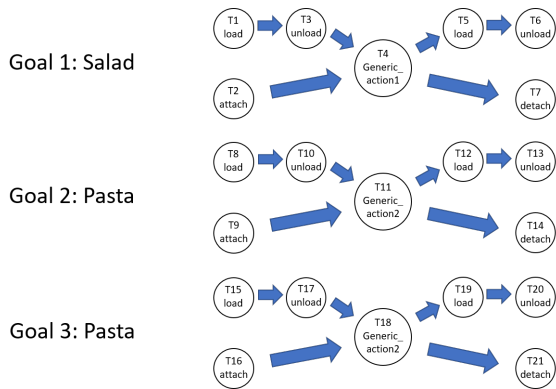 Goal 1: Salad
T1
load
T3
unload
T4
Generic_
action1
T5
load
T6
unload
T2
attach
T7
detach
Goal 2: Pasta
T8
load
T10
unload
T11
Generic_
action2
T12
load
T13
unload
T9
attach
T14
detach
Goal 3: Pasta
T15
load
T17
unload
T18
Generic_
action2
T19
load
T20
unload
T16
attach
T21
detach